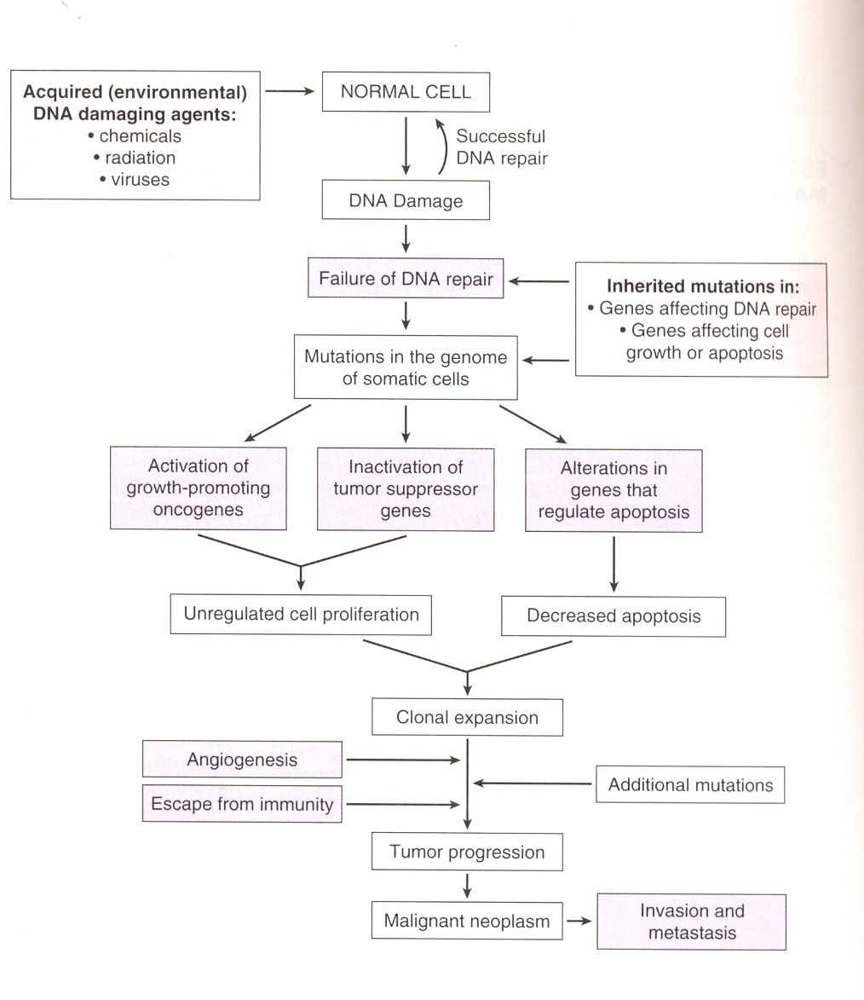 Acquired (environmental)
DNA damaging agents:
• chemicals
• radiation
• viruses
NORMAL CELL
Successful
DNA repair
DNA Damage
Failure of DNA repair
Inherited mutations in:
• Genes affecting DNA repair
• Genes affecting cell
growth or apoptosis
Mutations in the genome
of somatic cells
Activation of
growth-promoting
oncogenes
Inactivation of
tumor suppressor
genes
Alterations in
genes that
regulate apoptosis
Unregulated cell proliferation
Decreased apoptosis
Clonal expansion
Angiogenesis
Escape from immunity
Additional mutations
Tumor progression
Malignant neoplasm
Invasion and
metastasis